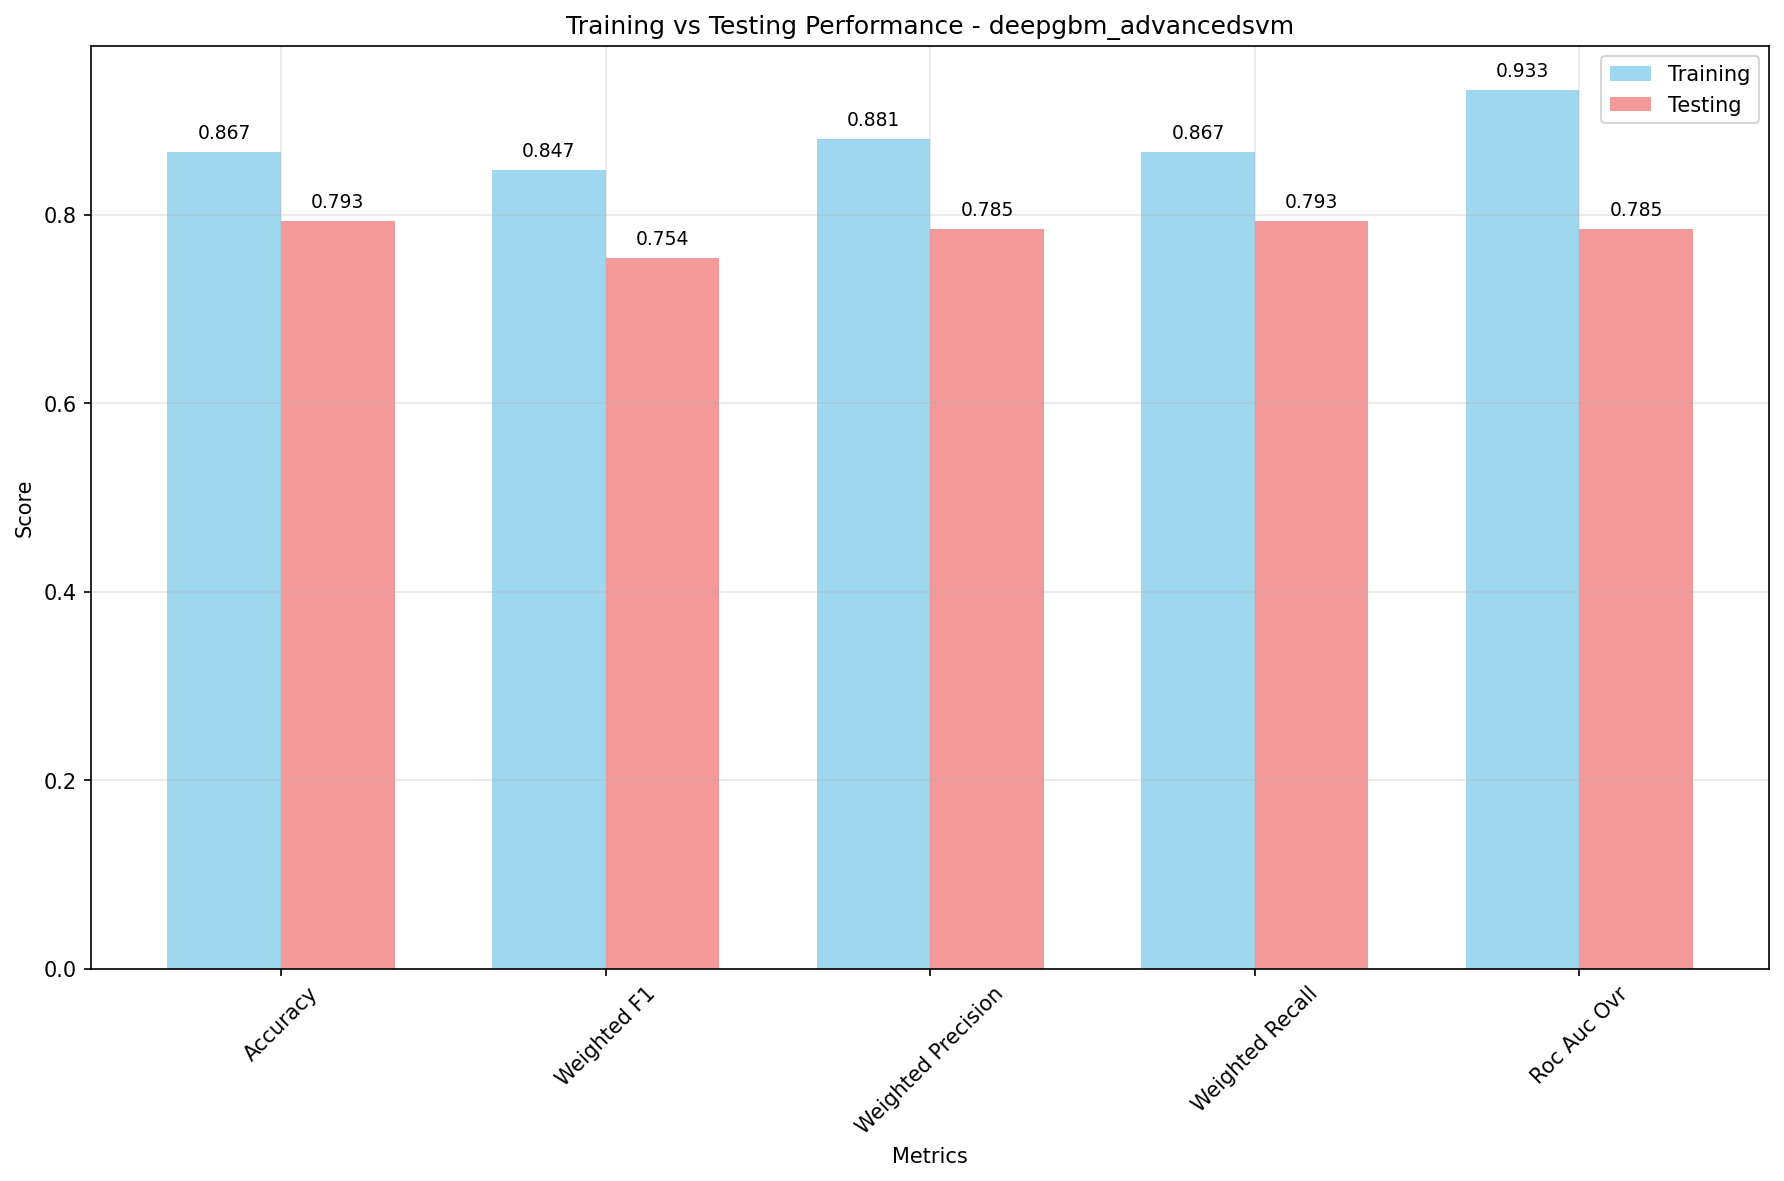 Training vs Testing Performance - deepgbm_advancedsvm
Training
Testing
0.867
0.793
0.847
0.754
0.881
0.785
0.867
0.793
0.933
0.785
Score
0.8
0.6
0.4
0.2
0.0
Accuracy
Weighted F1
Weighted Precision
Weighted Recall
Roc Auc Ovr
Metrics